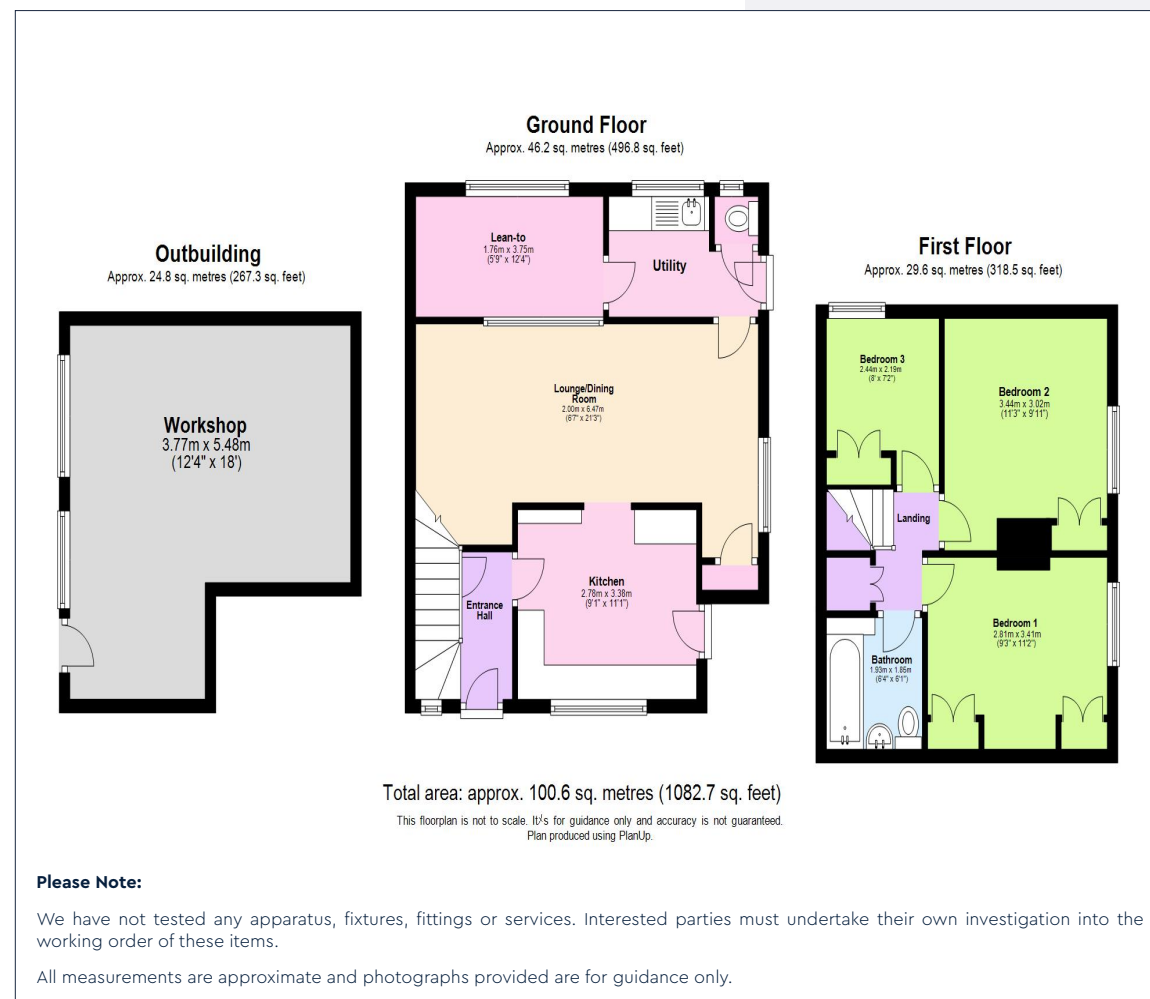 Ground Floor
Approx. 46.2 sq. metres (496.8 sq. feet)
Outbuilding
Approx. 24.8 sq. metres (267.3 sq. feet)
First Floor
Approx. 29.6 sq. metres (318.5 sq. feet)
Lean-to
1.76m x 3.75m
(5'9" x 12'4")
Utility
Lounge/Dining
Room
2.00m x 6.47m
(6'7" x 21'3")
Workshop
3.77m x 5.48m
(12'4" x 18')
Kitchen
2.78m x 3.38m
(9'1" x 11'1")
Entrance
Hall
Bedroom 3
2.44m x 2.19m
(8' x 7'2")
Bedroom 2
3.44m x 3.02m
(11'3" x 9'11")
Landing
Bedroom 1
2.81m x 3.41m
(9'3" x 11'2")
Bathroom
1.93m x 1.85m
(6'4" x 6'1")
Total area: approx. 100.6 sq. metres (1082.7 sq. feet)
This floorplan is not to scale. It's for guidance only and accuracy is not guaranteed.
Plan produced using PlanUp.
Please Note:
We have not tested any apparatus, fixtures, fittings or services. Interested parties must undertake their own investigation into the
working order of these items.
All measurements are approximate and photographs provided are for guidance only.